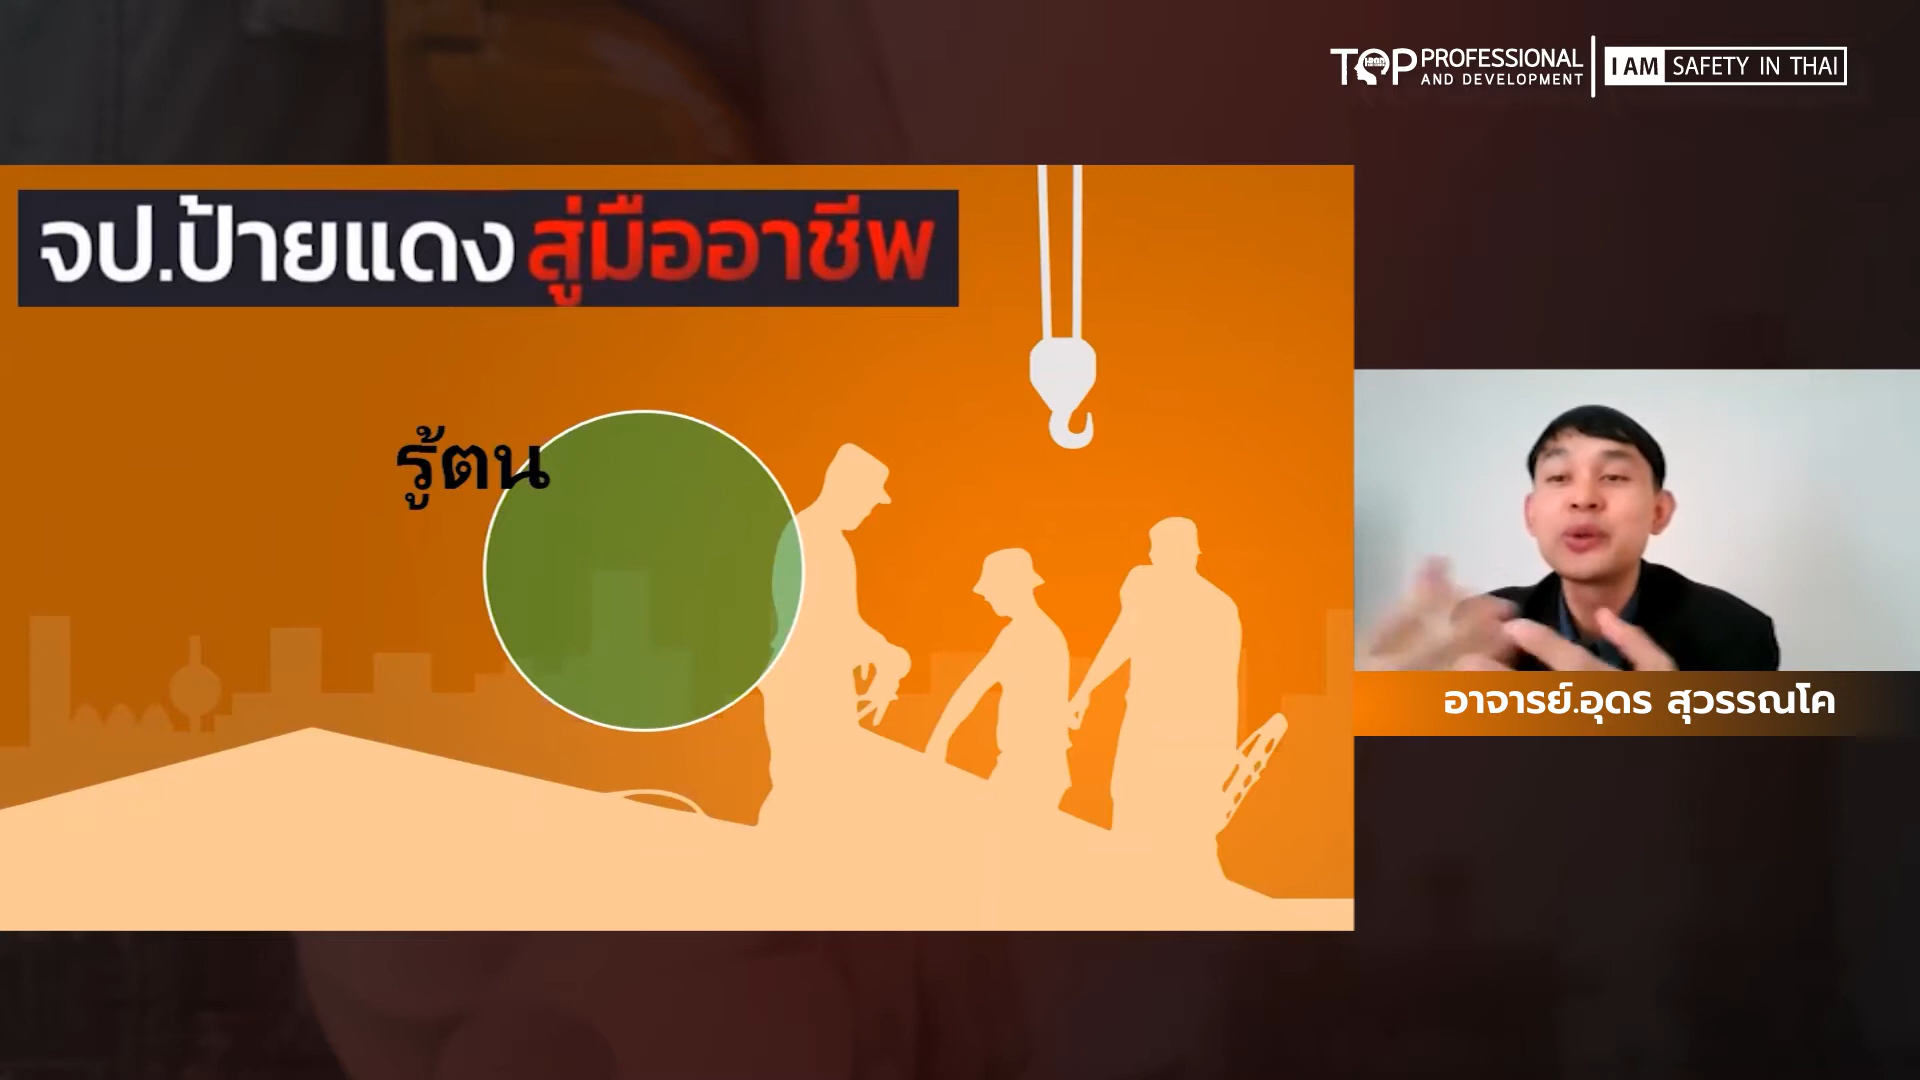 TOP PROFESSIONAL AND DEVELOPMENT
I AM SAFETY IN THAI
จป.ป้ายแดง สู่มืออาชีพ
รู้ตน
อาจารย์.อุดร สุวรรณโค